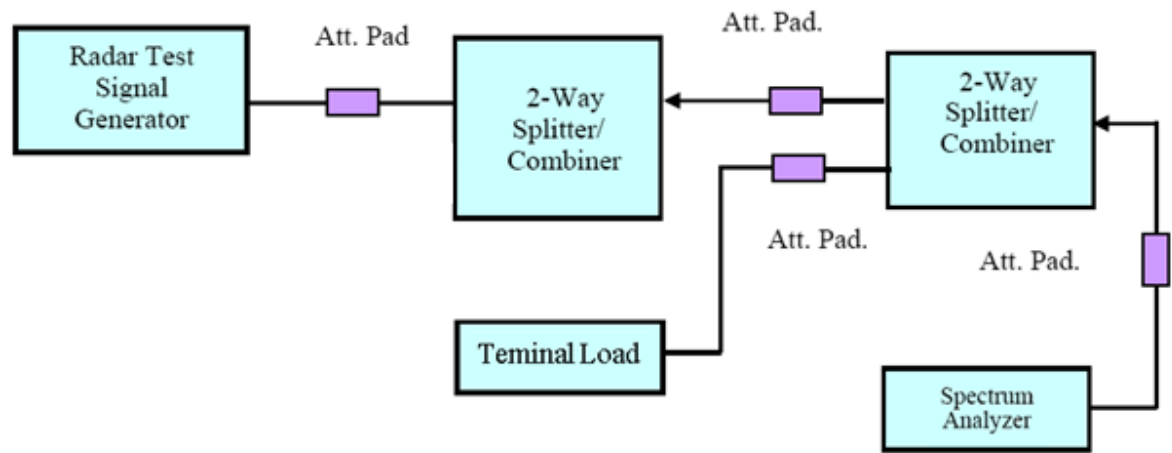 Radar Test
Signal
Generator
Att. Pad
2-Way
Splitter/
Combiner
Att. Pad.
2-Way
Splitter/
Combiner
Att. Pad.
Att. Pad.
Teminal Load
Spectrum
Analyzer